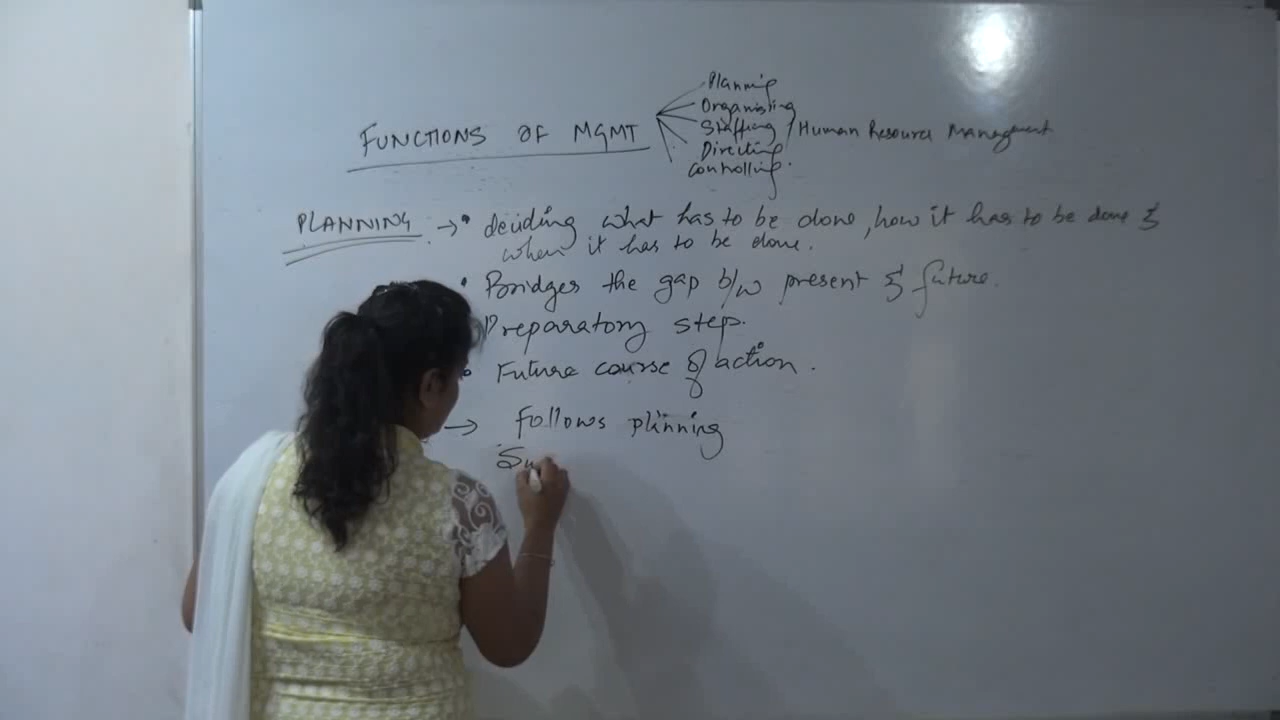 Planning
Organising
FUNCTIONS OF MGMT
Staffing Human Resource Management
Directing
Controlling.
PLANNING → • deciding what has to be done, how it has to be done &
when it has to be done.
• Bridges the gap b/w present & future.
Preparatory step.
• Future course of action.
→ follows planning